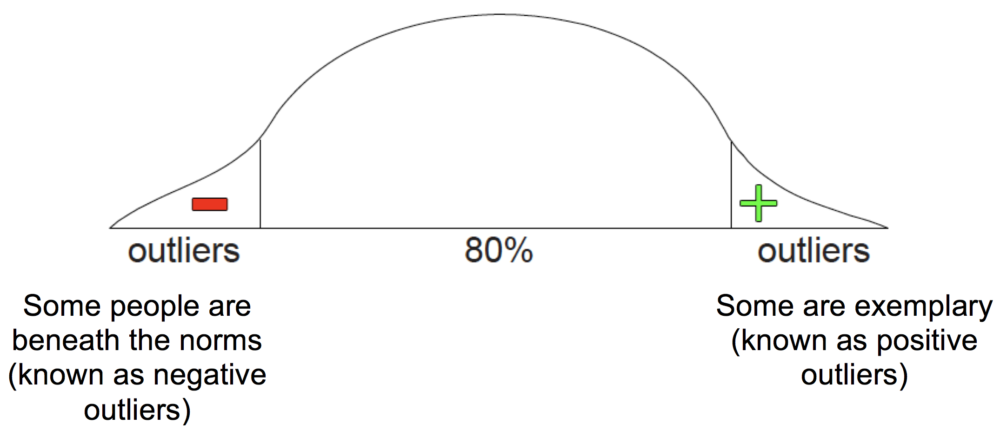 outliers
80%
outliers
Some people are
beneath the norms
(known as negative
outliers)
Some are exemplary
(known as positive
outliers)